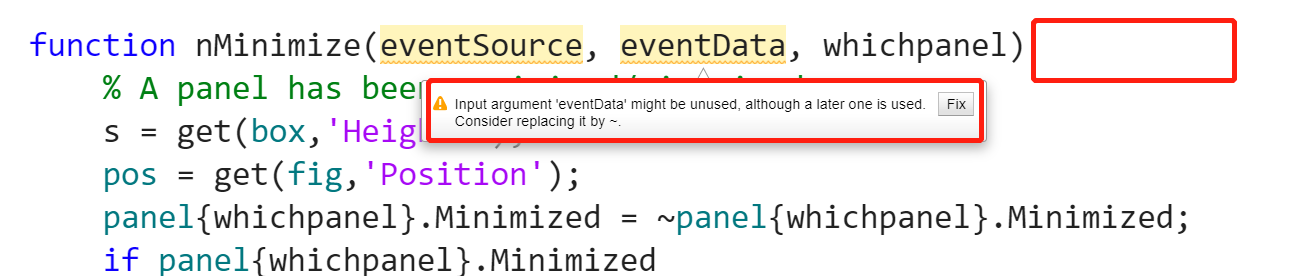 function nMinimize(eventSource, eventData, whichpanel)
% A panel has been
Input argument 'eventData' might be unused, although a later one is used. Fix
Consider replacing it by ~.
s = get(box,'Heig
pos = get(fig,'Position');
panel{whichpanel}.Minimized = ~panel{whichpanel}.Minimized;
if panel{whichpanel}.Minimized